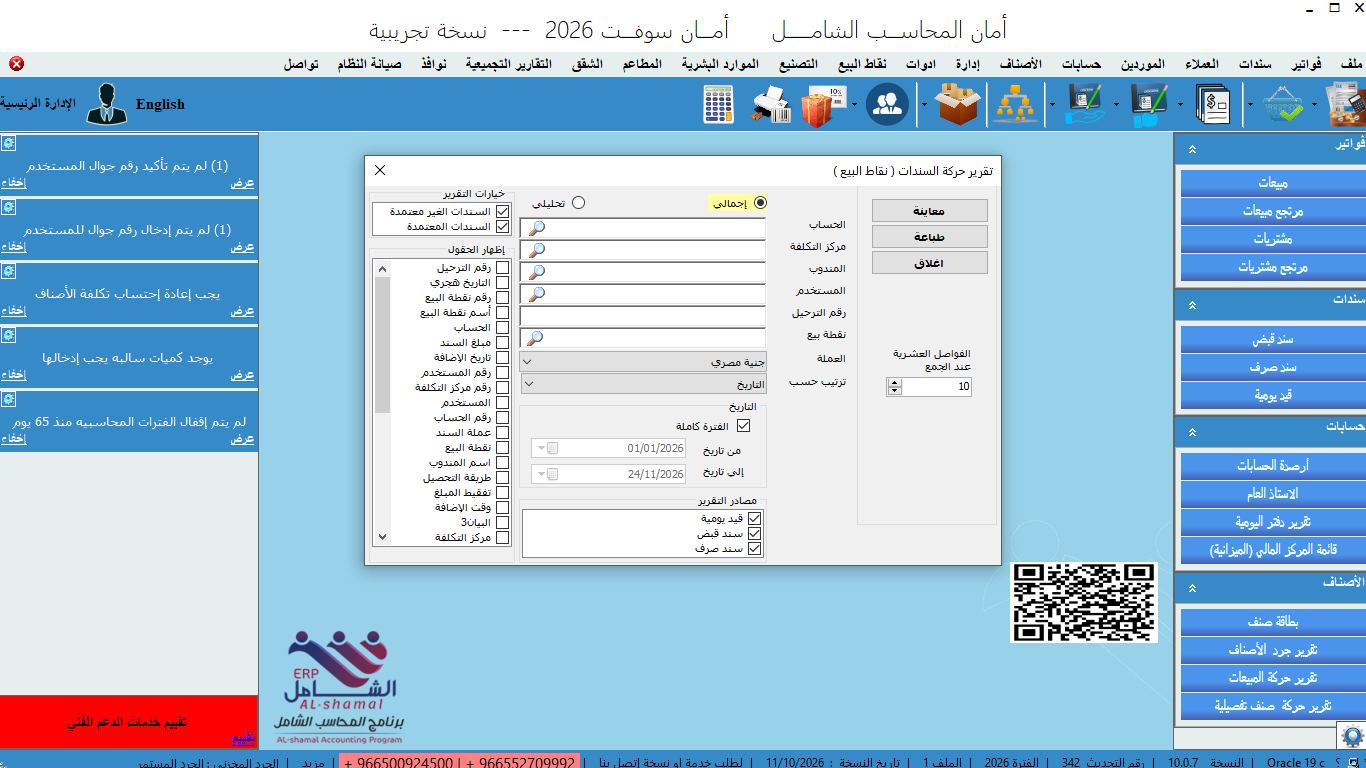 أمان المحاسب الشامـــــل أمــان سوفــت 2026 --- نسخة تجريبية
ملف فواتير سندات العملاء الموردين حسابات الأصناف إدارة ادوات نقاط البيع التصنيع الموارد البشرية المطاعم الشقق التقارير التجميعية نوافذ صيانة النظام تواصل
10%
English
الإدارة الرئيسية
(1) لم يتم تأكيد رقم جوال المستخدم
عرض إخفاء
(1) لم يتم إدخال رقم جوال للمستخدم
عرض إخفاء
يجب إعادة إحتساب تكلفة الأصناف
عرض إخفاء
يوجد كميات سالبه يجب إدخالها
عرض إخفاء
لم يتم إقفال الفترات المحاسبيه منذ 65 يوم
عرض إخفاء
تقييم خدمات الدعم الفني
تقييم
تقرير حركة السندات ( نقاط البيع )
معاينة
طباعة
اغلاق
الفواصل العشرية
عند الجمع
10
إجمالي
تحليلي
الحساب
مركز التكلفة
المندوب
المستخدم
رقم الترحيل
نقطة بيع
العملة جنية مصري
ترتيب حسب التاريخ
التاريخ
الفترة كاملة
من تاريخ 01/01/2026
إلي تاريخ 24/11/2026
مصادر التقرير
قيد يومية
سند قبض
سند صرف
خيارات التقرير
السندات الغير معتمدة
السندات المعتمدة
إظهار الحقول
رقم الترحيل
التاريخ هجري
رقم نقطة البيع
أسم نقطة البيع
الحساب
مبلغ السند
تاريخ الإضافة
رقم المستخدم
رقم مركز التكلفة
المستخدم
رقم الحساب
عملة السند
نقطة البيع
اسم المندوب
طريقة التحصيل
تفقيط المبلغ
وقت الإضافة
البيان3
مركز التكلفة
فواتير
مبيعات
مرتجع مبيعات
مشتريات
مرتجع مشتريات
سندات
سند قبض
سند صرف
قيد يومية
حسابات
أرصدة الحسابات
الاستاذ العام
تقرير دفتر اليومية
قائمة المركز المالي (الميزانية)
الأصناف
بطاقة صنف
تقرير جرد الأصناف
تقرير حركة المبيعات
تقرير حركة صنف تفصيلية
ERP
الشامل
AL-shamal
برنامج المحاسب الشامل
AL-shamal Accounting Program
؟ Oracle 19 c | النسخة 10.0.7 | رقم التحديث 342 | الفترة 2026 | الملف 1 | تاريخ النسخة : 11/10/2026 | لطلب خدمة او نسخة إتصل بنا | + 966500924500 | + 966552709992 | مزيد | الجرد المخزني : الجرد المستمر